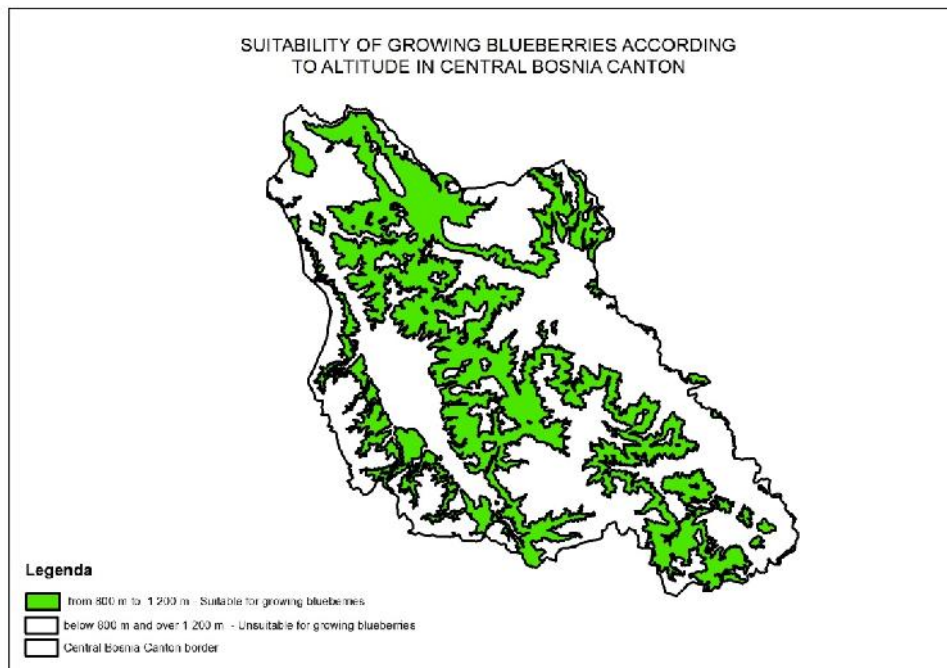 SUITABILITY OF GROWING BLUEBERRIES ACCORDING
TO ALTITUDE IN CENTRAL BOSNIA CANTON
Legenda
from 800 m to 1 200 m - Suitable for growing blueberries
below 800 m and over 1 200 m - Unsuitable for growing blueberries
Central Bosnia Canton border